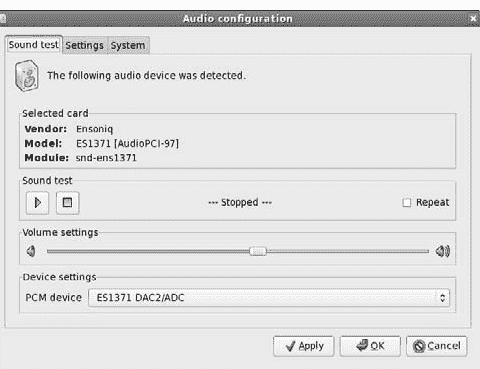 Audio configuration
Sound test Settings System
The following audio device was detected.
Selected card
Vendor: Ensoniq
Model: ES1371 [AudioPCI-97]
Module: snd-ens1371
Sound test
--- Stopped --- Repeat
Volume settings
Device settings
PCM device ES1371 DAC2/ADC
Apply OK Cancel